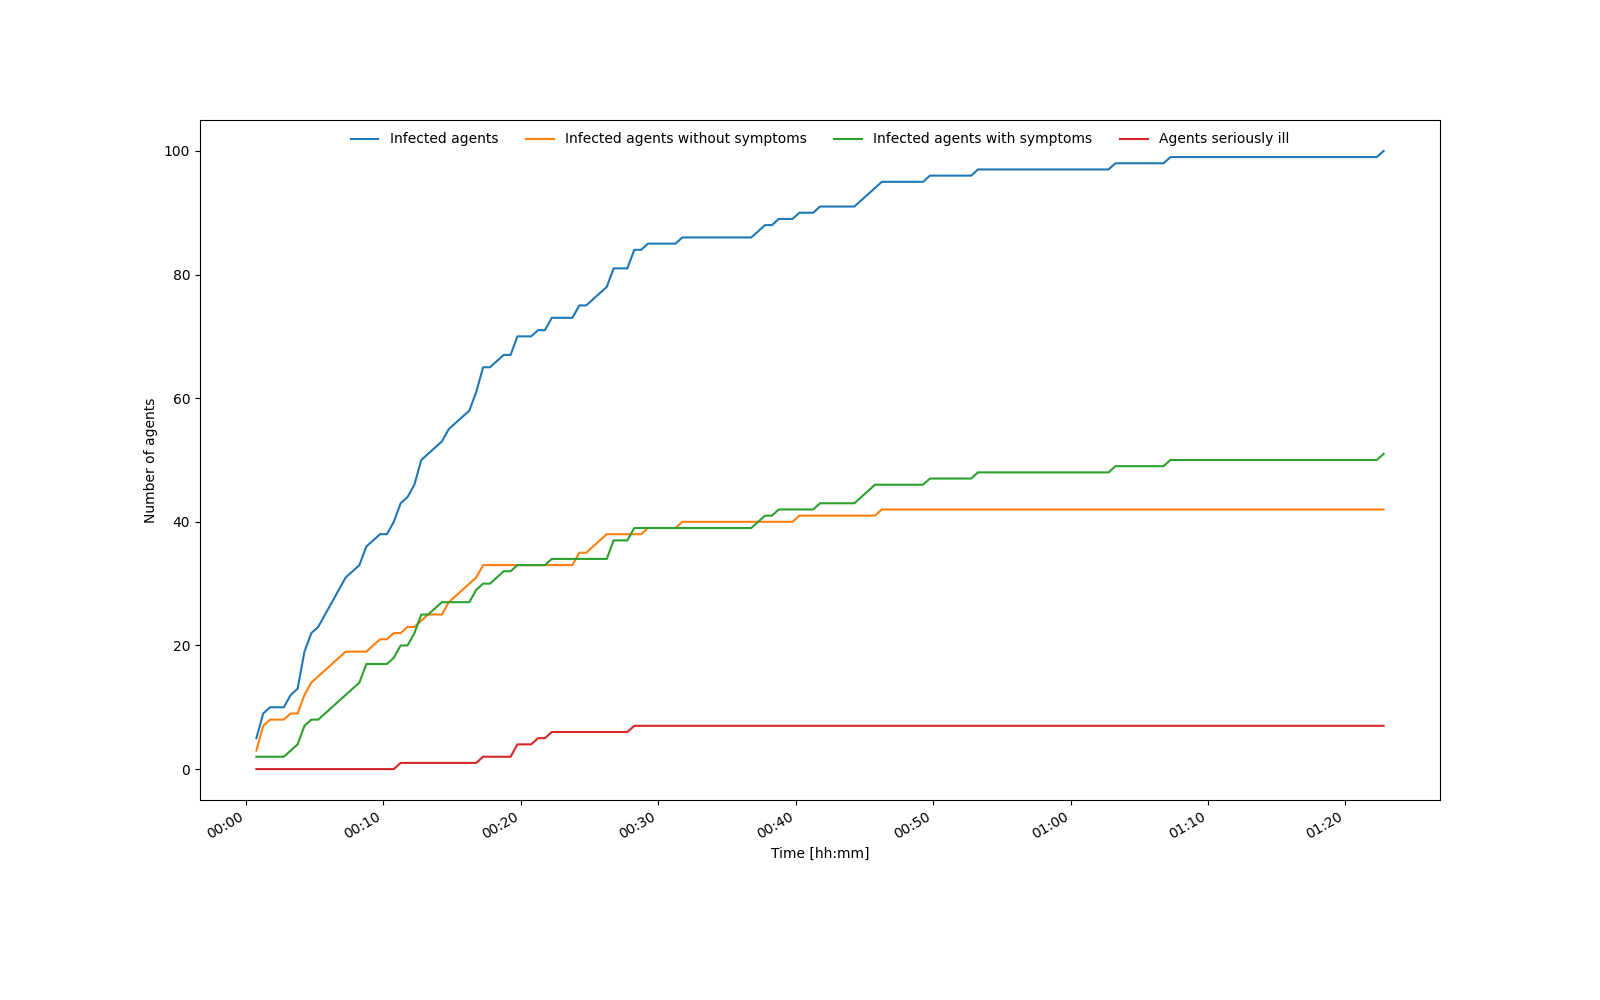 Infected agents Infected agents without symptoms Infected agents with symptoms Agents seriously ill
100
80
60
40
20
0
Number of agents
00:00 00:10 00:20 00:30 00:40 00:50 01:00 01:10 01:20
Time [hh:mm]